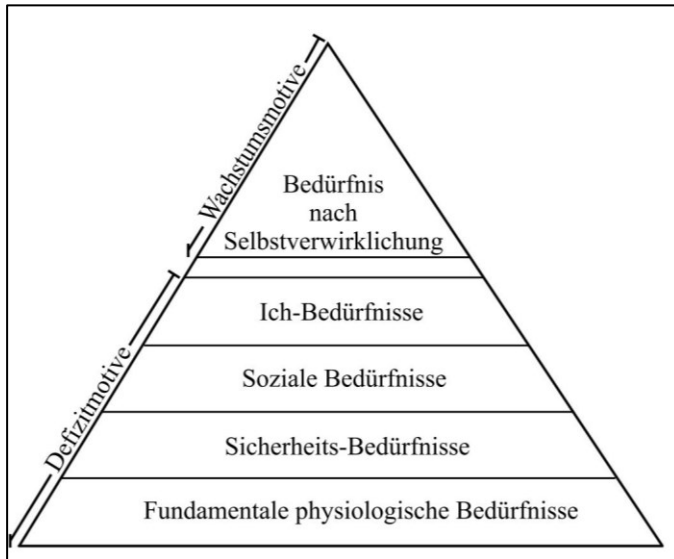 Wachstumsmotive
Bedürfnis
nach
Selbstverwirklichung
Defizitmotive
Ich-Bedürfnisse
Soziale Bedürfnisse
Sicherheits-Bedürfnisse
Fundamentale physiologische Bedürfnisse